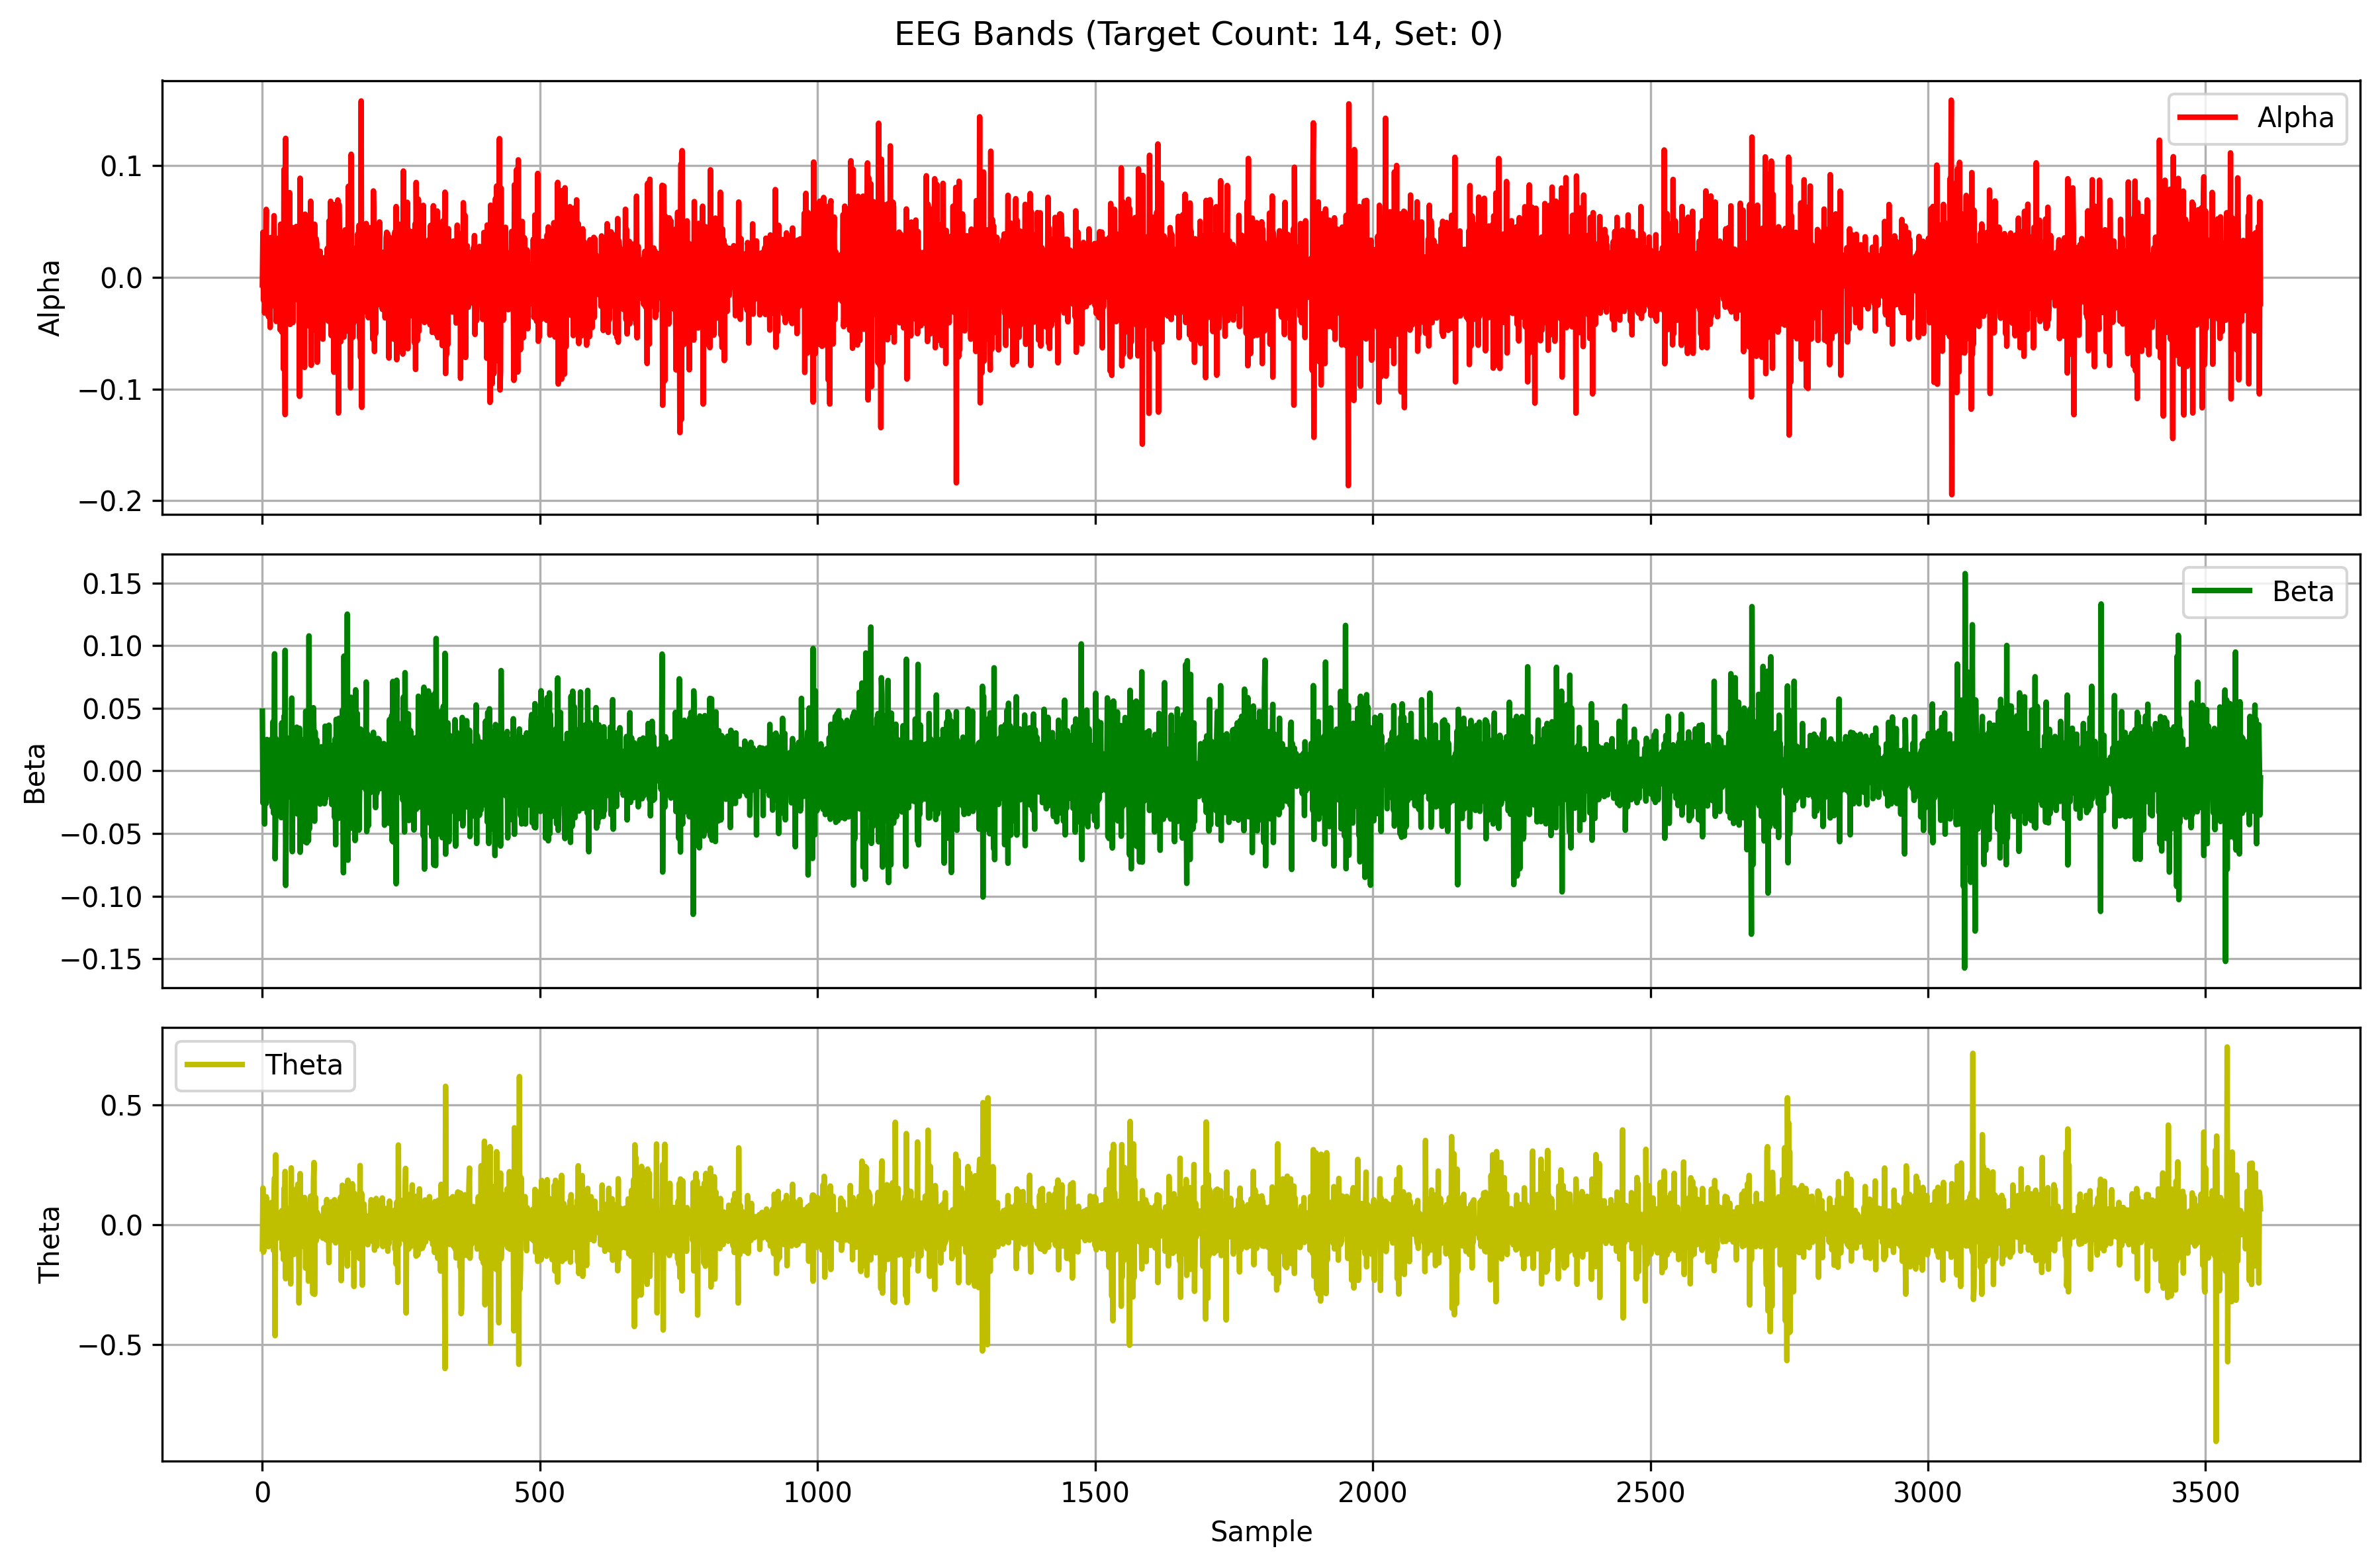 EEG Bands (Target Count: 14, Set: 0)
Alpha
0.1
0.0
−0.1
−0.2
Alpha
Beta
0.15
0.10
0.05
0.00
−0.05
−0.10
−0.15
Beta
Theta
0.5
0.0
−0.5
Theta
0 500 1000 1500 2000 2500 3000 3500
Sample